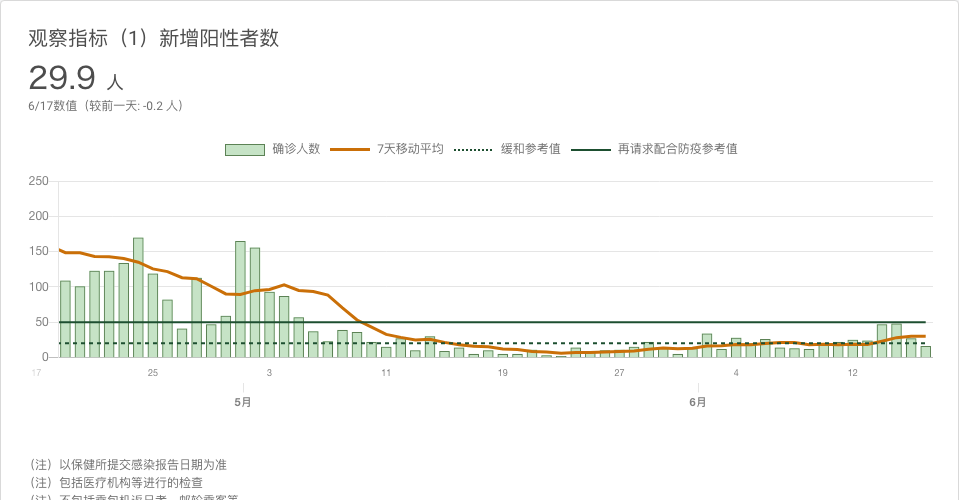 观察指标（1）新增阳性者数
29.9 人
6/17数值（较前一天: -0.2 人）
确诊人数 7天移动平均 缓和参考值 再请求配合防疫参考值
250
200
150
100
50
0
17 25 3 11 19 27 4 12
5月 6月
（注）以保健所提交感染报告日期为准
（注）包括医疗机构等进行的检查